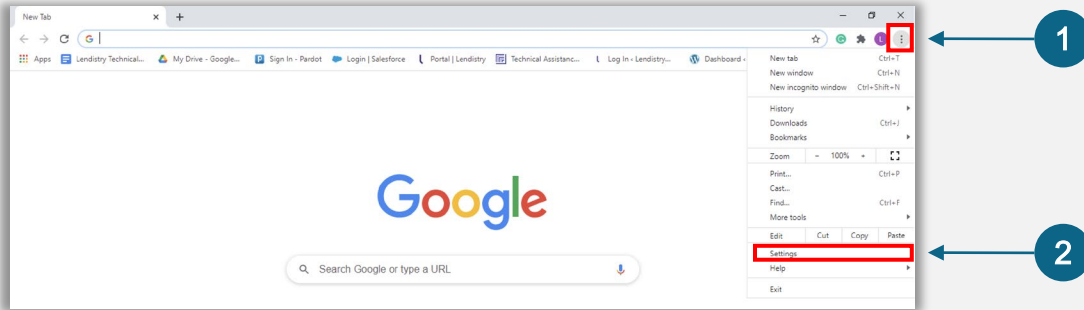 New Tab
Apps Lendistry Technical... My Drive - Google... Sign In - Pardot Login | Salesforce Portal | Lendistry Technical Assistanc... Log In ‹ Lendistry... Dashboard ‹
L
1
New tab Ctrl+T
New window Ctrl+N
New incognito window Ctrl+Shift+N
History
Downloads Ctrl+J
Bookmarks
Zoom - 100% +
Print... Ctrl+P
Cast...
Find... Ctrl+F
More tools
Edit Cut Copy Paste
Settings
2
Help
Exit
Google
Search Google or type a URL